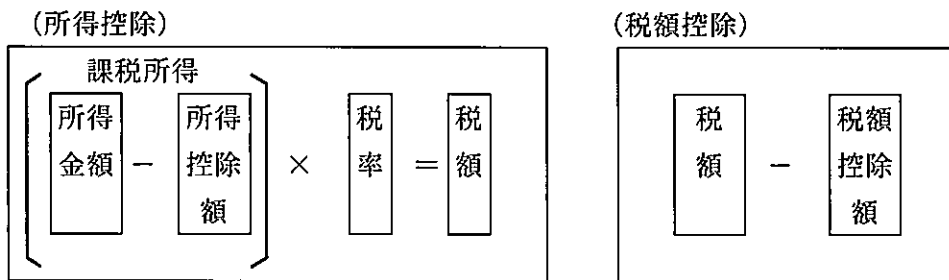 (所得控除)
課税所得
所得金額 − 所得控除額 × 税率 = 税額
(税額控除)
税額 − 税額控除額